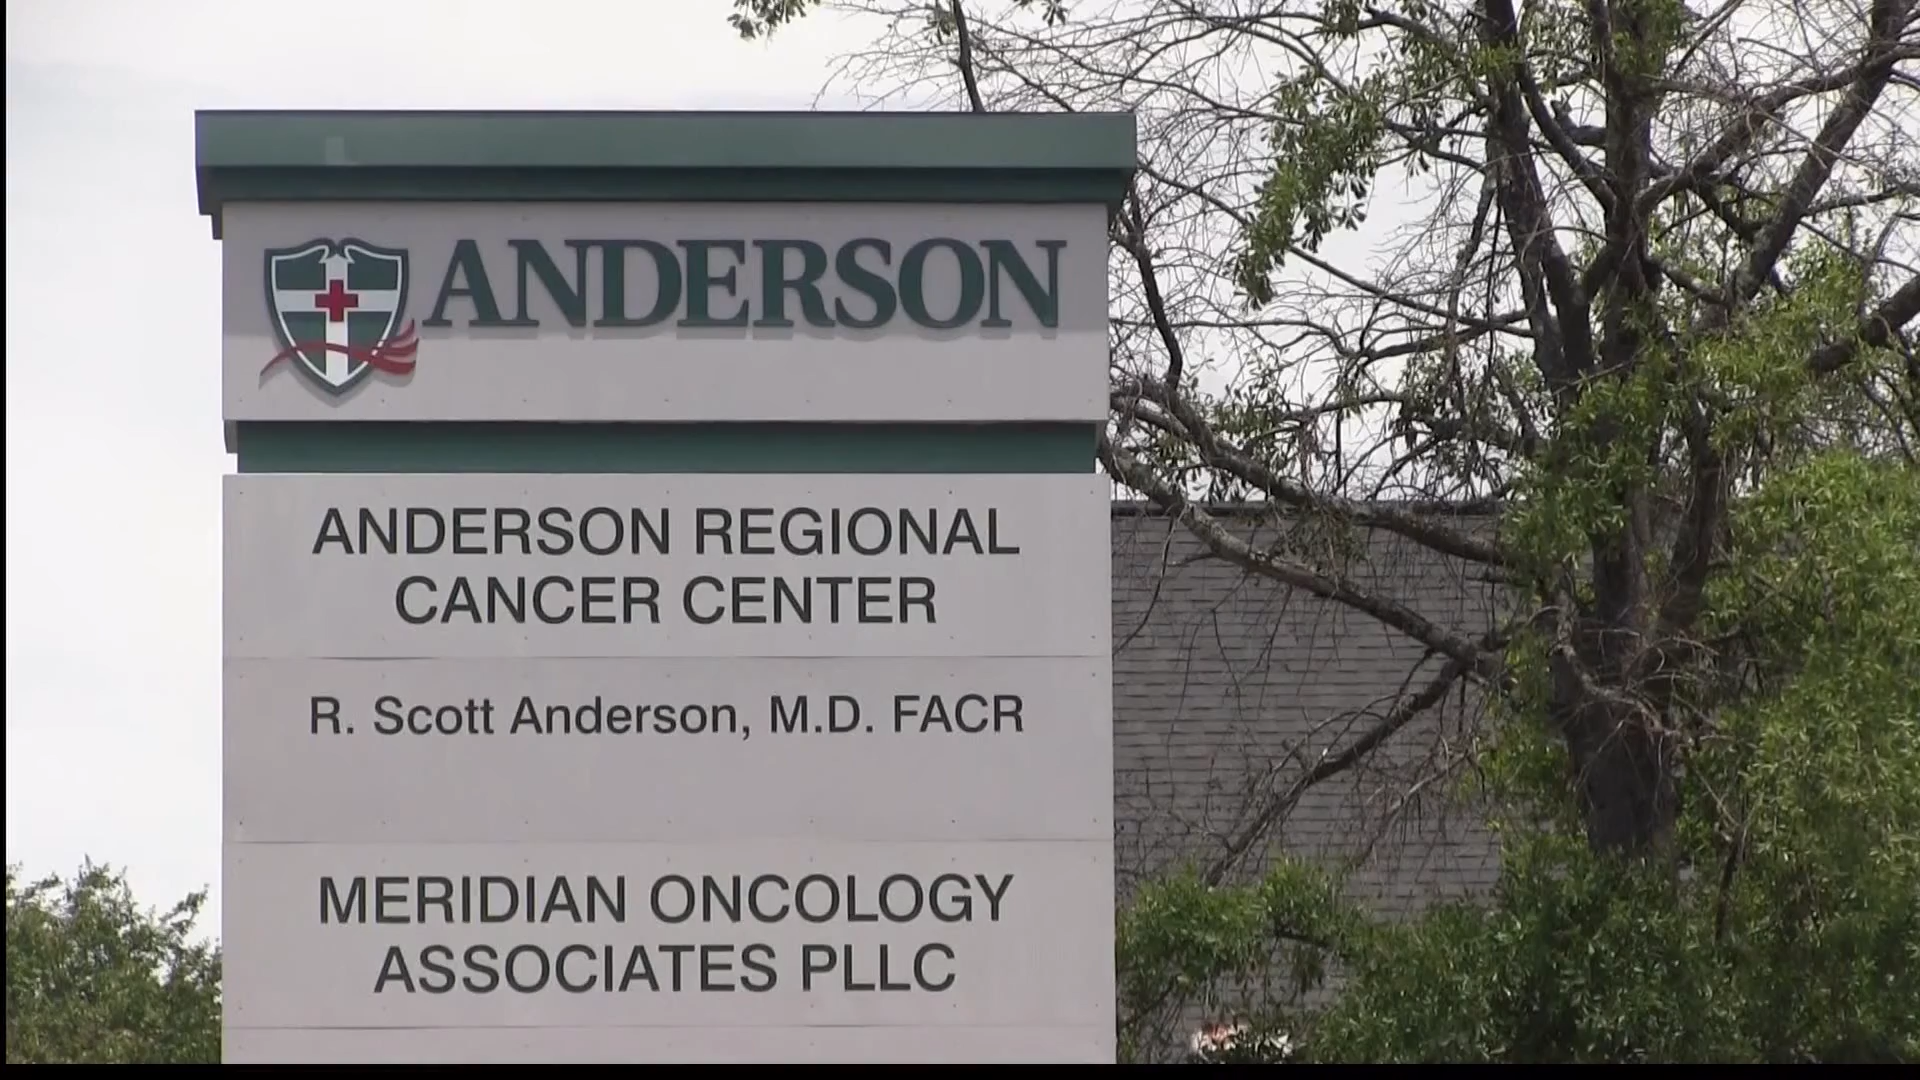 ANDERSON
ANDERSON REGIONAL
CANCER CENTER
R. Scott Anderson, M.D. FACR
MERIDIAN ONCOLOGY
ASSOCIATES PLLC